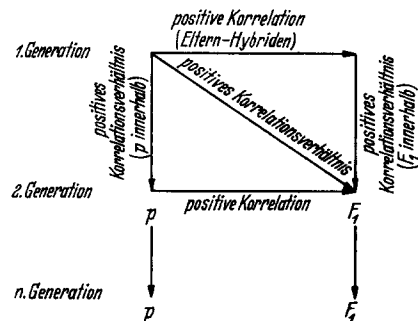 positive Korrelation
(Eltern-Hybriden)
1. Generation
positives
Korrelationsverhältnis
(p innerhalb)
positives Korrelationsverhältnis
positives
Korrelationsverhältnis
(F₁ innerhalb)
2. Generation
positive Korrelation
p
F₁
n. Generation
p
F₁